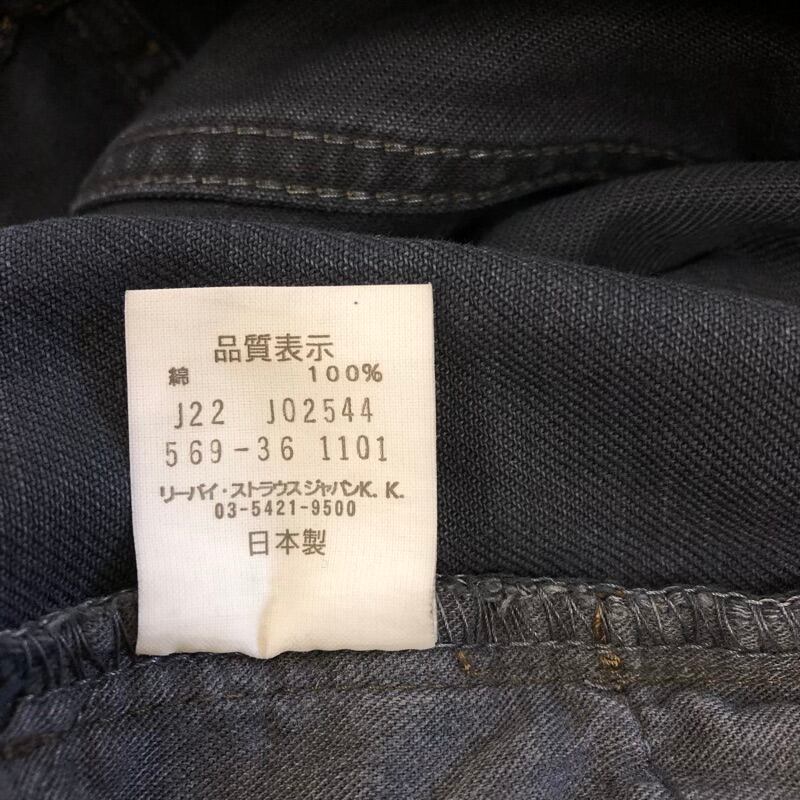 品質表示
綿 100%
J22 J02544
569-36 1101
リーバイ・ストラウスジャパンK.K.
03-5421-9500
日本製